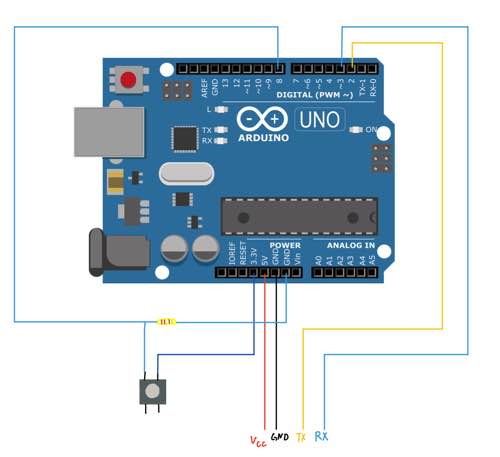 AREF
GND
13
12
~11
~10
~9
8
7
~6
~5
4
~3
2
TX-1
RX-0
DIGITAL (PWM ~)
L
TX
RX
ARDUINO
UNO
ON
POWER
ANALOG IN
IOREF
RESET
3.3V
5V
GND
GND
Vin
A0
A1
A2
A3
A4
A5
Vcc
GND
TX
RX